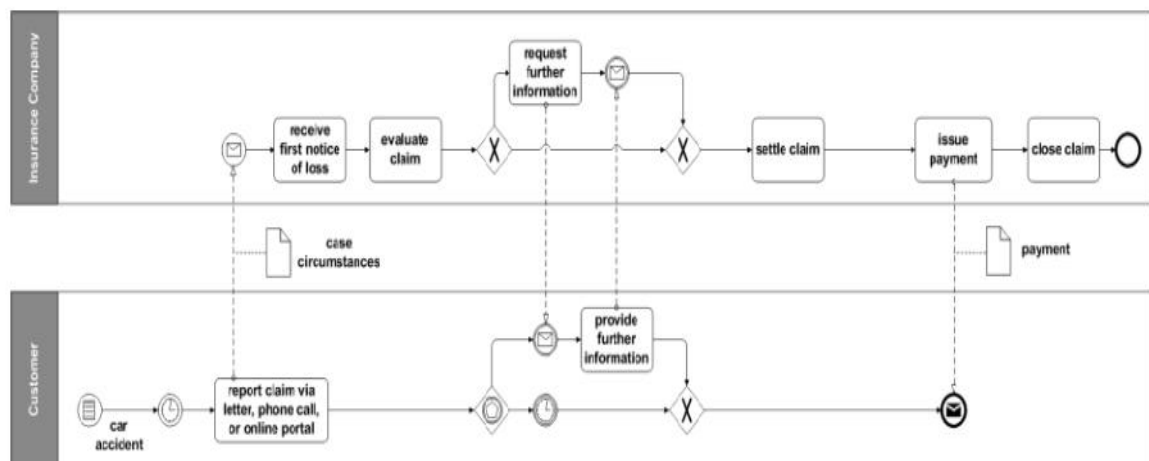 Insurance Company
request
further
information
receive
first notice
of loss
evaluate
claim
settle claim
issue
payment
close claim
case
circumstances
payment
Customer
provide
further
information
report claim via
letter, phone call,
or online portal
car
accident